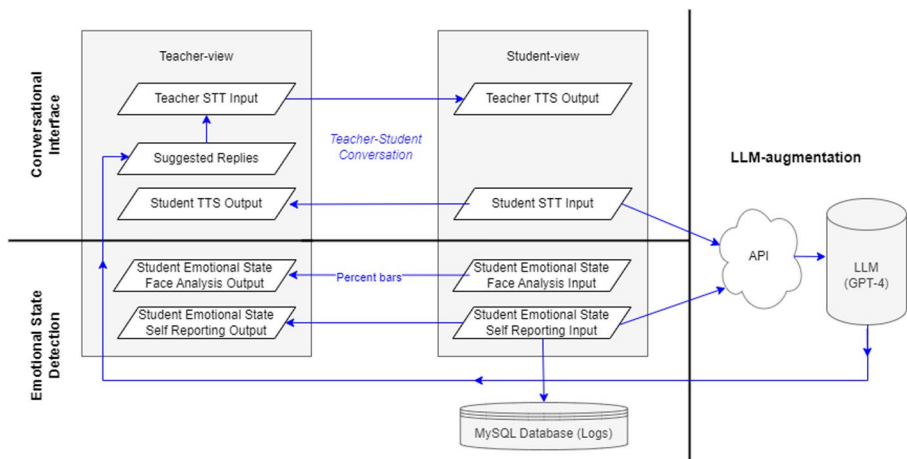 Conversational
Interface
Teacher-view
Student-view
Teacher STT Input
Teacher TTS Output
Teacher-Student
Conversation
Suggested Replies
Student TTS Output
Student STT Input
LLM-augmentation
API
LLM
(GPT-4)
Emotional State
Detection
Student Emotional State
Face Analysis Output
Percent bars
Student Emotional State
Face Analysis Input
Student Emotional State
Self Reporting Output
Student Emotional State
Self Reporting Input
MySQL Database (Logs)